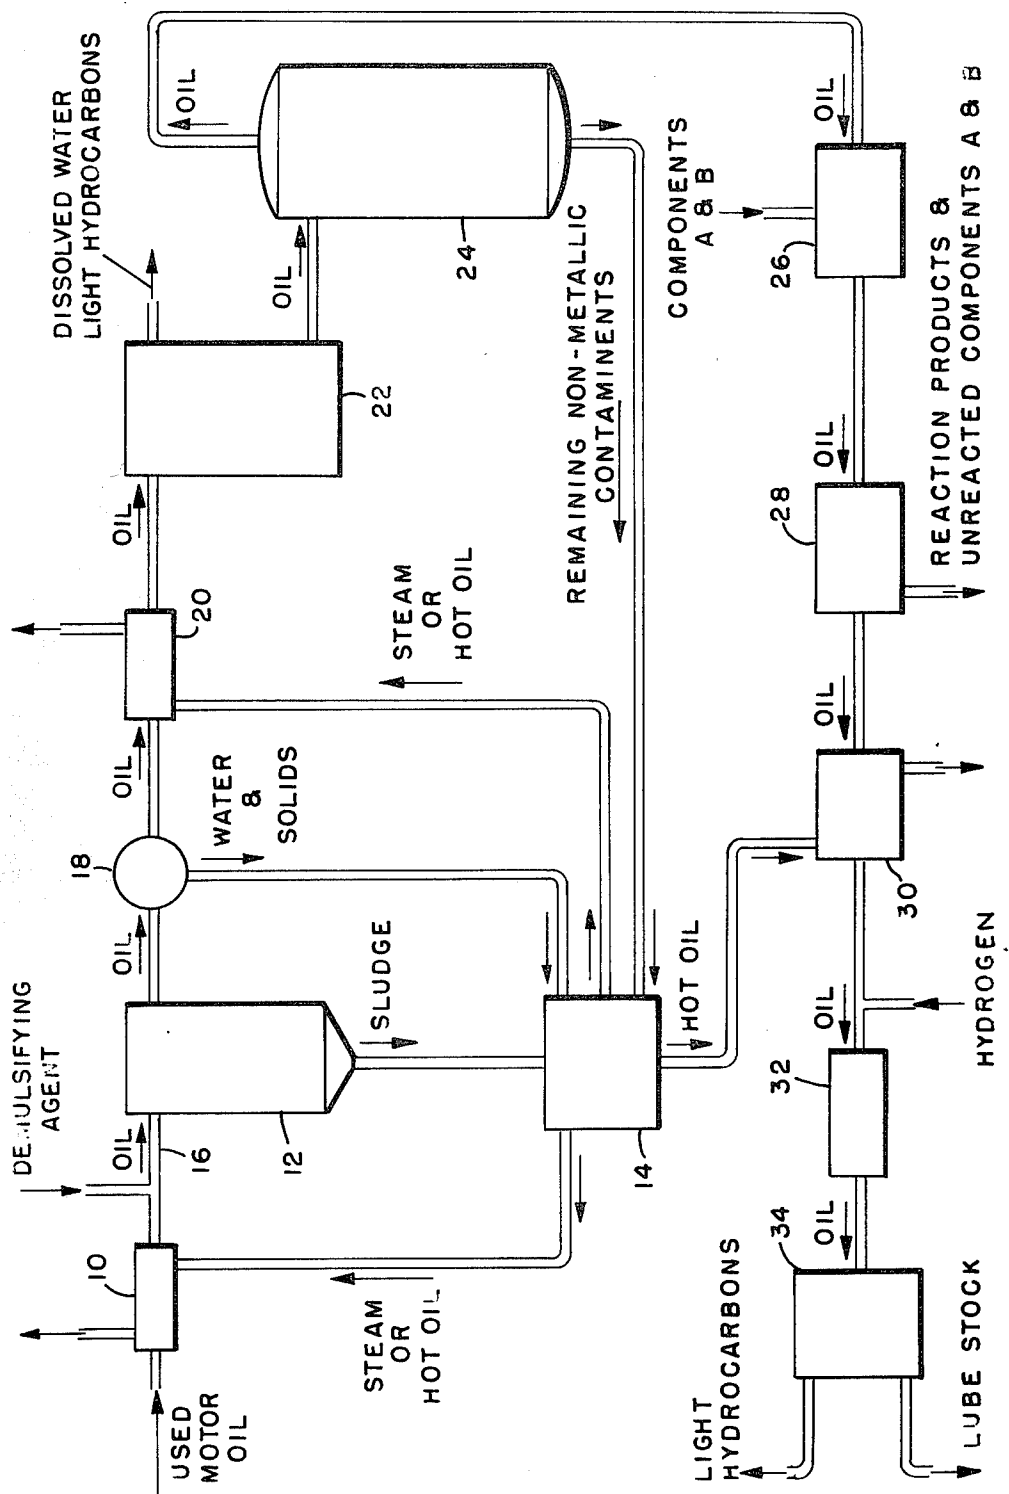 USED
MOTOR
OIL
10
DEMULSIFYING
AGENT
OIL
16
12
SLUDGE
OIL
18
WATER
&
SOLIDS
OIL
20
OIL
22
DISSOLVED WATER
LIGHT HYDROCARBONS
OIL
24
OIL
STEAM
OR
HOT OIL
STEAM
OR
HOT OIL
14
HOT OIL
REMAINING NON-METALLIC
CONTAMINENTS
COMPONENTS
A & B
OIL
26
OIL
28
REACTION PRODUCTS &
UNREACTED COMPONENTS A & B
OIL
30
HYDROGEN
OIL
32
OIL
34
LIGHT
HYDROCARBONS
LUBE STOCK